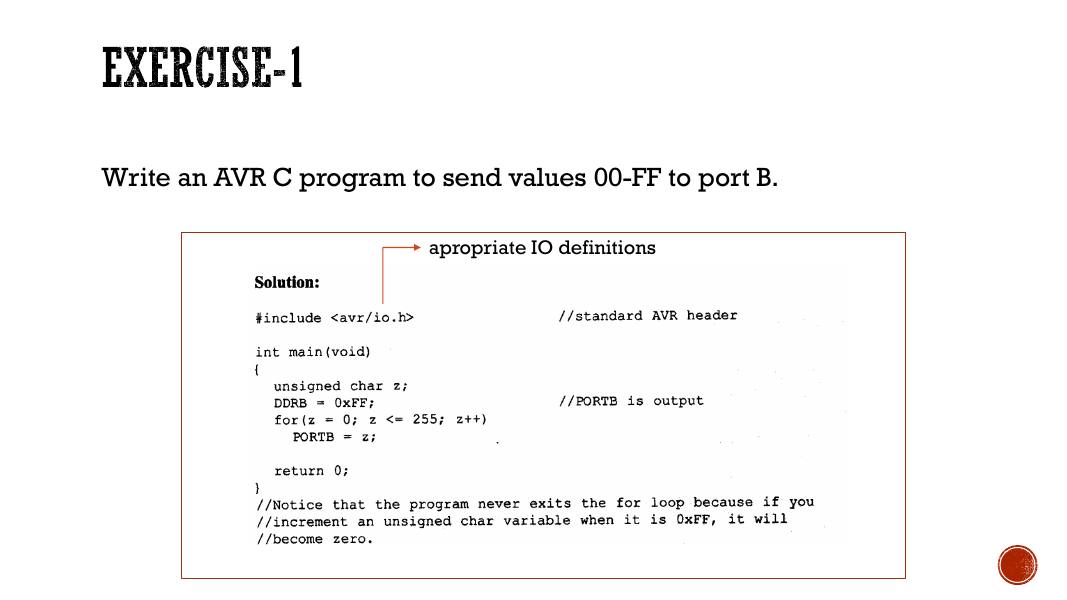 EXERCISE-1
Write an AVR C program to send values 00-FF to port B.
apropriate IO definitions
Solution:
#include <avr/io.h> //standard AVR header
int main(void)
{
unsigned char z;
DDRB = 0xFF; //PORTB is output
for(z = 0; z <= 255; z++)
PORTB = z;
return 0;
}
//Notice that the program never exits the for loop because if you
//increment an unsigned char variable when it is 0xFF, it will
//become zero.